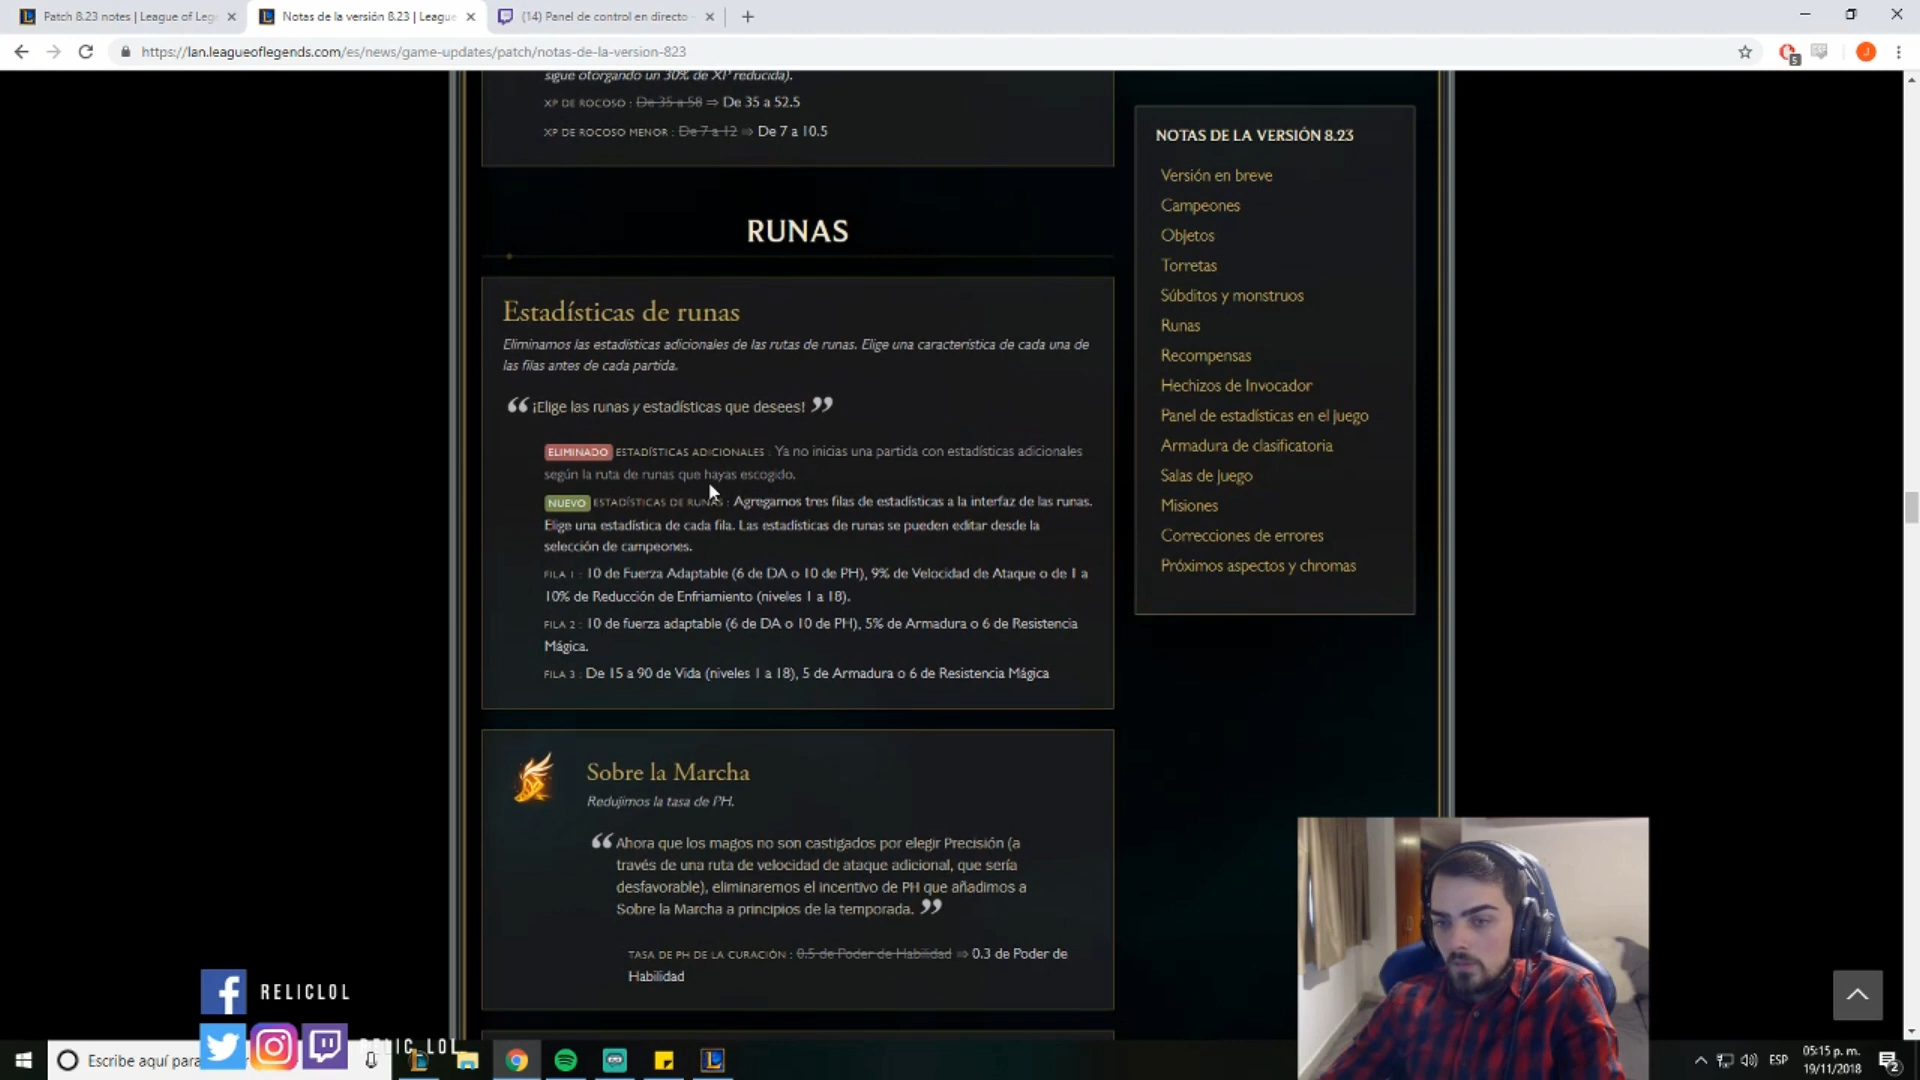 Patch 8.23 notes | League of Leg
Notas de la versión 8.23 | League
(14) Panel de control en directo
https://lan.leagueoflegends.com/es/news/game-updates/patch/notas-de-la-version-823
5
J
sigue otorgando un 30% de XP reducida).
XP DE ROCOSO : De 35 a 58 ⇒ De 35 a 52.5
XP DE ROCOSO MENOR : De 7 a 12 ⇒ De 7 a 10.5
RUNAS
Estadísticas de runas
Eliminamos las estadísticas adicionales de las rutas de runas. Elige una característica de cada una de
las filas antes de cada partida.
“ ¡Elige las runas y estadísticas que desees! ”
ELIMINADO ESTADÍSTICAS ADICIONALES : Ya no inicias una partida con estadísticas adicionales
según la ruta de runas que hayas escogido.
NUEVO ESTADÍSTICAS DE RUNAS : Agregamos tres filas de estadísticas a la interfaz de las runas.
Elige una estadística de cada fila. Las estadísticas de runas se pueden editar desde la
selección de campeones.
FILA 1 : 10 de Fuerza Adaptable (6 de DA o 10 de PH), 9% de Velocidad de Ataque o de 1 a
10% de Reducción de Enfriamiento (niveles 1 a 18).
FILA 2 : 10 de fuerza adaptable (6 de DA o 10 de PH), 5% de Armadura o 6 de Resistencia
Mágica.
FILA 3 : De 15 a 90 de Vida (niveles 1 a 18), 5 de Armadura o 6 de Resistencia Mágica
Sobre la Marcha
Redujimos la tasa de PH.
“ Ahora que los magos no son castigados por elegir Precisión (a
través de una ruta de velocidad de ataque adicional, que sería
desfavorable), eliminaremos el incentivo de PH que añadimos a
Sobre la Marcha a principios de la temporada. ”
TASA DE PH DE LA CURACIÓN : 0.5 de Poder de Habilidad ⇒ 0.3 de Poder de
Habilidad
NOTAS DE LA VERSIÓN 8.23
Versión en breve
Campeones
Objetos
Torretas
Súbditos y monstruos
Runas
Recompensas
Hechizos de Invocador
Panel de estadísticas en el juego
Armadura de clasificatoria
Salas de juego
Misiones
Correcciones de errores
Próximos aspectos y chromas
RELICLOL
RELIC_LOL
Escribe aquí para
ESP
05:15 p. m.
19/11/2018
2